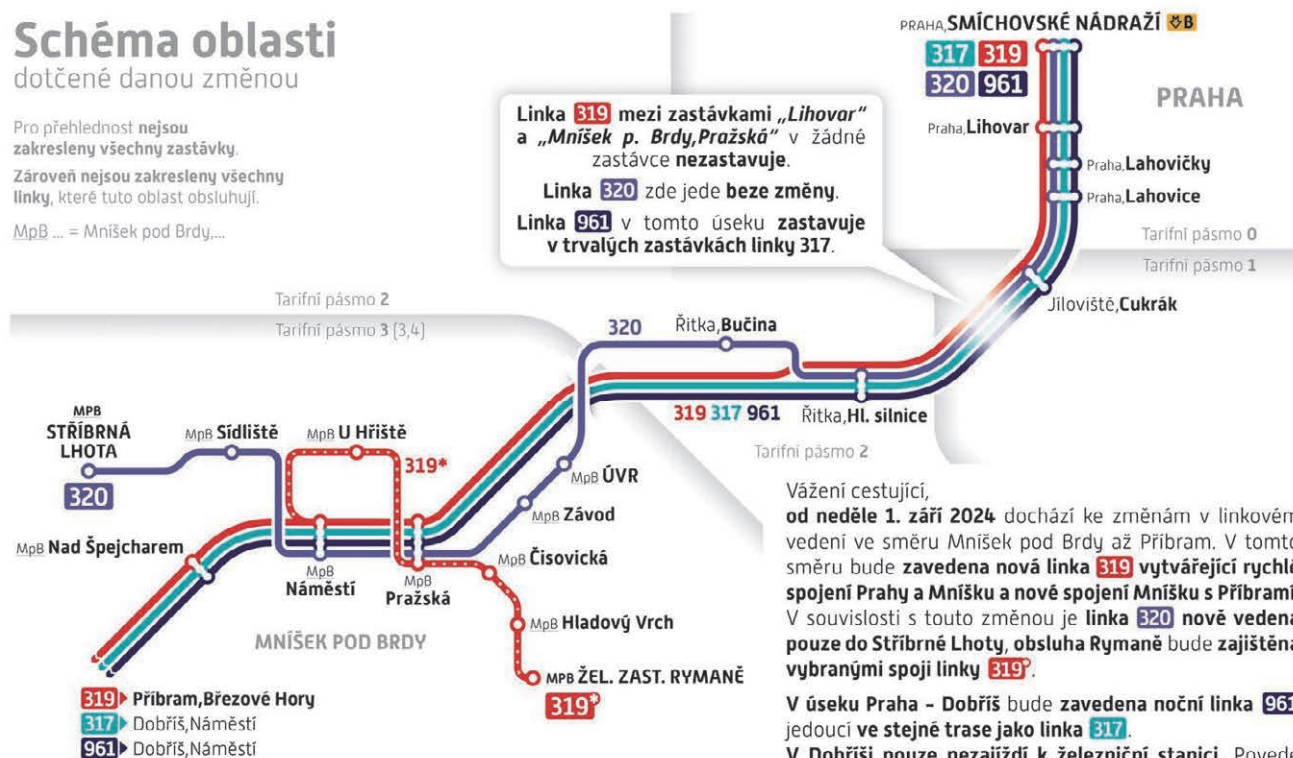 Schéma oblasti
dotčené danou změnou
Pro přehlednost nejsou
zakresleny všechny zastávky.
Zároveň nejsou zakresleny všechny
linky, které tuto oblast obsluhují.
MpB ... = Mníšek pod Brdy,...
PRAHA,SMÍCHOVSKÉ NÁDRAŽÍ B
317 319
320 961
PRAHA
Linka 319 mezi zastávkami „Lihovar“
a „Mníšek p. Brdy,Pražská“ v žádné
zastávce nezastavuje.
Linka 320 zde jede beze změny.
Linka 961 v tomto úseku zastavuje
v trvalých zastávkách linky 317.
Praha,Lihovar
Praha,Lahovičky
Praha,Lahovice
Tarifní pásmo 0
Tarifní pásmo 1
Jíloviště,Cukrák
Tarifní pásmo 2
Tarifní pásmo 3 [3,4]
320
Řitka,Bučina
319 317 961
Řitka,Hl. silnice
Tarifní pásmo 2
MPB
STŘÍBRNÁ
LHOTA
320
MpB Sídliště
MpB U Hřiště
319*
MpB ÚVR
MpB Závod
MpB Nad Špejcharem
MpB
Náměstí
MpB
Pražská
MpB Čisovická
MpB Hladový Vrch
MNÍŠEK POD BRDY
MPB ŽEL. ZAST. RYMANĚ
319*
319 Příbram,Březové Hory
317 Dobříš,Náměstí
961 Dobříš,Náměstí
Vážení cestující,
od neděle 1. září 2024 dochází ke změnám v linkovém
vedení ve směru Mníšek pod Brdy až Příbram. V tomto
směru bude zavedena nová linka 319 vytvářející rychlé
spojení Prahy a Mníšku a nové spojení Mníšku s Příbramí.
V souvislosti s touto změnou je linka 320 nově vedena
pouze do Stříbrné Lhoty, obsluha Rymaně bude zajištěna
vybranými spoji linky 319*.
V úseku Praha – Dobříš bude zavedena noční linka 961
jedoucí ve stejné trase jako linka 317.
V Dobříši pouze nezajíždí k železniční stanici. Povede